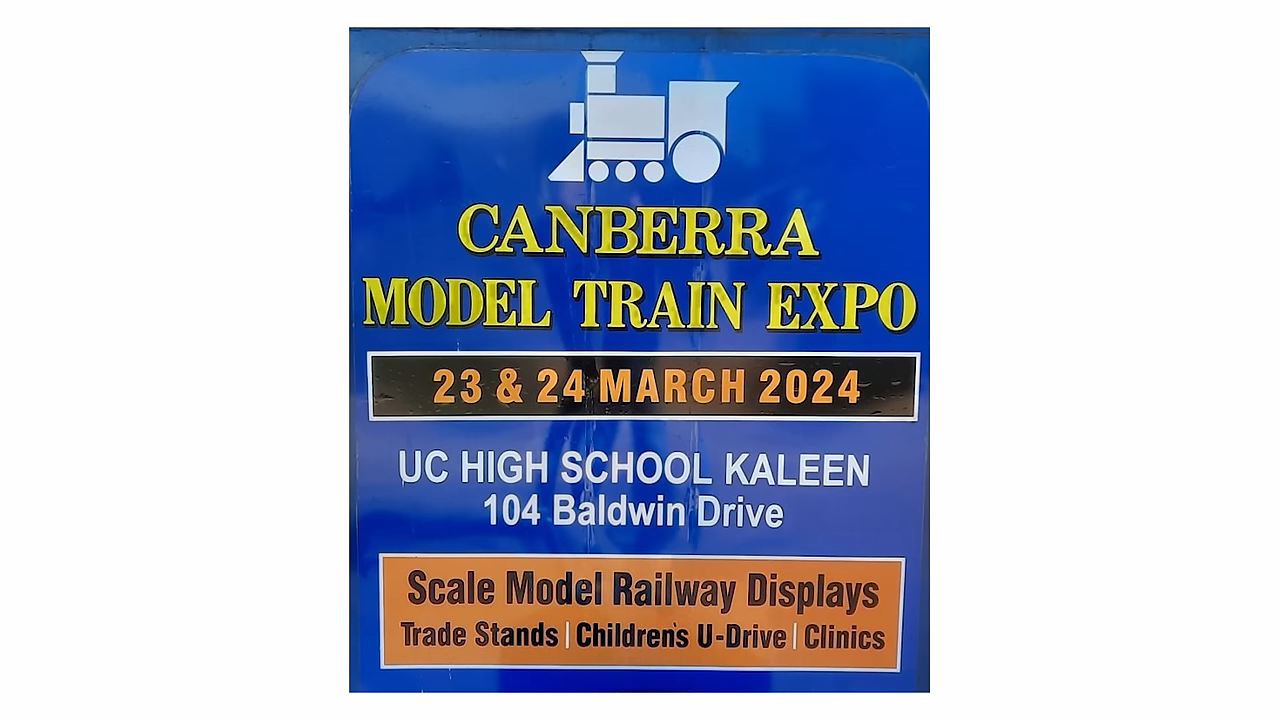 CANBERRA
MODEL TRAIN EXPO
23 & 24 MARCH 2024
UC HIGH SCHOOL KALEEN
104 Baldwin Drive
Scale Model Railway Displays
Trade Stands | Children's U-Drive | Clinics